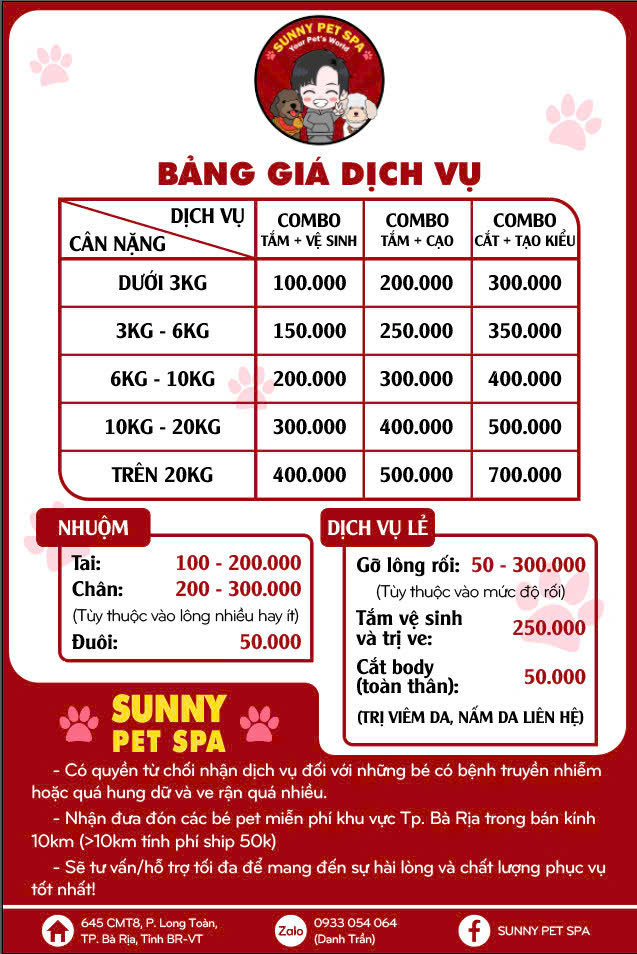 SUNNY PET SPA
Your Pet's World
BẢNG GIÁ DỊCH VỤ
DỊCH VỤ
CÂN NẶNG
COMBO
TẮM + VỆ SINH
COMBO
TẮM + CẠO
COMBO
CẮT + TẠO KIỂU
DƯỚI 3KG 100.000 200.000 300.000
3KG - 6KG 150.000 250.000 350.000
6KG - 10KG 200.000 300.000 400.000
10KG - 20KG 300.000 400.000 500.000
TRÊN 20KG 400.000 500.000 700.000
NHUỘM
Tai: 100 - 200.000
Chân: 200 - 300.000
(Tùy thuộc vào lông nhiều hay ít)
Đuôi: 50.000
DỊCH VỤ LẺ
Gỡ lông rối: 50 - 300.000
(Tùy thuộc vào mức độ rối)
Tắm vệ sinh
và trị ve: 250.000
Cắt body
(toàn thân): 50.000
(TRỊ VIÊM DA, NẤM DA LIÊN HỆ)
SUNNY
PET SPA
- Có quyền từ chối nhận dịch vụ đối với những bé có bệnh truyền nhiễm
hoặc quá hung dữ và ve rận quá nhiều.
- Nhận đưa đón các bé pet miễn phí khu vực Tp. Bà Rịa trong bán kính
10km (>10km tính phí ship 50k)
- Sẽ tư vấn/hỗ trợ tối đa để mang đến sự hài lòng và chất lượng phục vụ
tốt nhất!
645 CMT8, P. Long Toàn,
TP. Bà Rịa, Tỉnh BR-VT
Zalo
0933 054 064
(Danh Trần)
SUNNY PET SPA